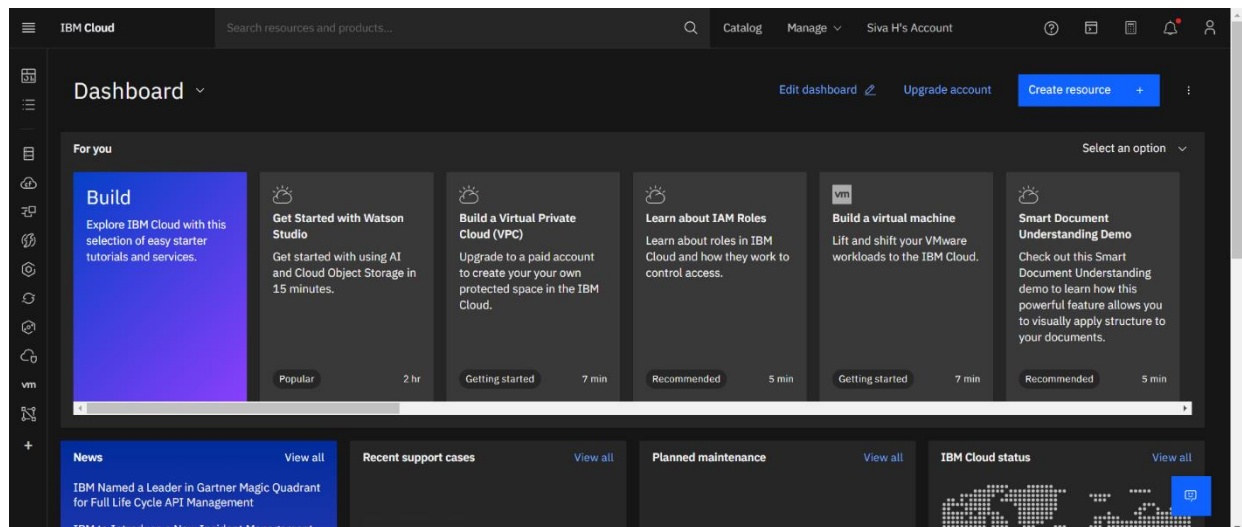 IBM Cloud
Search resources and products...
Catalog
Manage
Siva H's Account
Dashboard
Edit dashboard
Upgrade account
Create resource +
For you
Select an option
Build
Explore IBM Cloud with this
selection of easy starter
tutorials and services.
Get Started with Watson
Studio
Get started with using AI
and Cloud Object Storage in
15 minutes.
Popular
2 hr
Build a Virtual Private
Cloud (VPC)
Upgrade to a paid account
to create your your own
protected space in the IBM
Cloud.
Getting started
7 min
Learn about IAM Roles
Learn about roles in IBM
Cloud and how they work to
control access.
Recommended
5 min
vm
Build a virtual machine
Lift and shift your VMware
workloads to the IBM Cloud.
Getting started
7 min
Smart Document
Understanding Demo
Check out this Smart
Document Understanding
demo to learn how this
powerful feature allows you
to visually apply structure to
your documents.
Recommended
5 min
vm
News
View all
IBM Named a Leader in Gartner Magic Quadrant
for Full Life Cycle API Management
Recent support cases
View all
Planned maintenance
View all
IBM Cloud status
View all